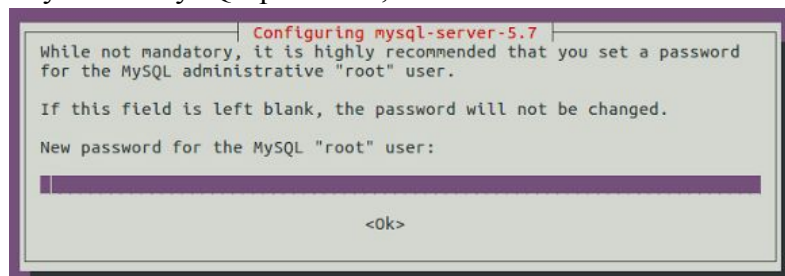 Configuring mysql-server-5.7
While not mandatory, it is highly recommended that you set a password
for the MySQL administrative "root" user.
If this field is left blank, the password will not be changed.
New password for the MySQL "root" user:
<Ok>